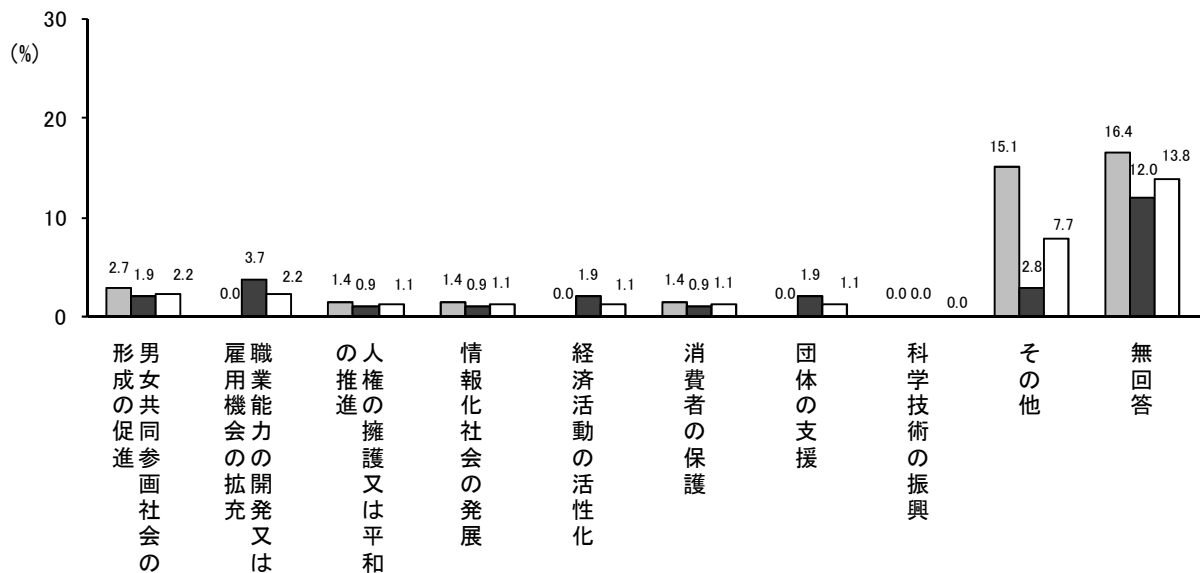 30
(%)
20
10
0
2.7 1.9 2.2
0.0 3.7 2.2
1.4 0.9 1.1
1.4 0.9 1.1
0.0 1.9 1.1
1.4 0.9 1.1
0.0 1.9 1.1
0.0 0.0 0.0
15.1 2.8 7.7
16.4 12.0 13.8
男女共同参画社会の
形成の促進
職業能力の開発又は
雇用機会の拡充
人権の擁護又は平和
の推進
情報化社会の発展
経済活動の活性化
消費者の保護
団体の支援
科学技術の振興
その他
無回答